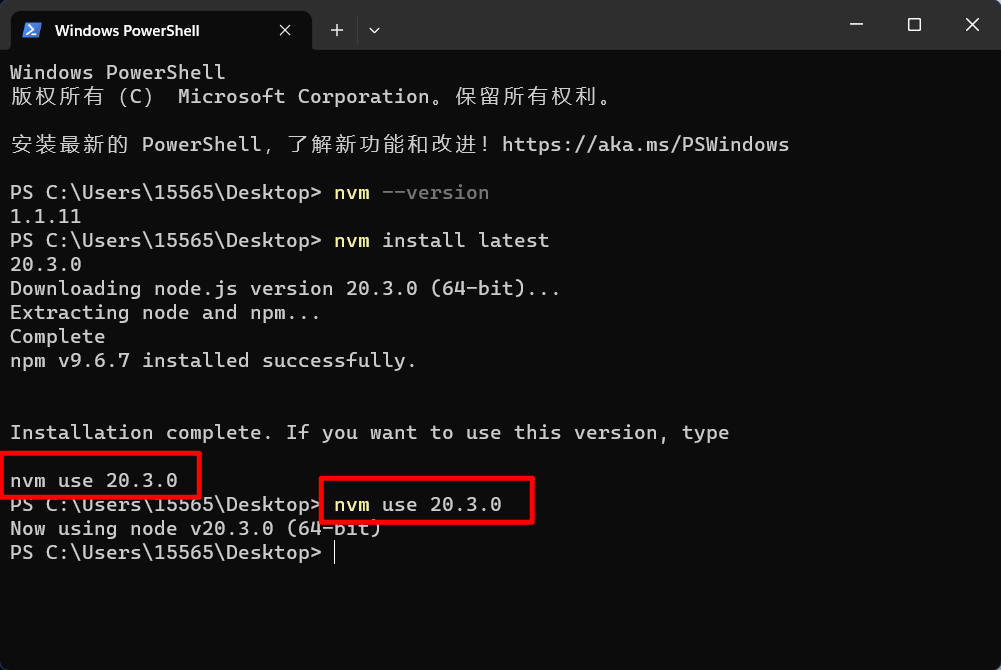 Windows PowerShell
Windows PowerShell
版权所有 (C) Microsoft Corporation。保留所有权利。
安装最新的 PowerShell，了解新功能和改进！https://aka.ms/PSWindows
PS C:\Users\15565\Desktop> nvm --version
1.1.11
PS C:\Users\15565\Desktop> nvm install latest
20.3.0
Downloading node.js version 20.3.0 (64-bit)...
Extracting node and npm...
Complete
npm v9.6.7 installed successfully.
Installation complete. If you want to use this version, type
nvm use 20.3.0
PS C:\Users\15565\Desktop> nvm use 20.3.0
Now using node v20.3.0 (64-bit)
PS C:\Users\15565\Desktop>